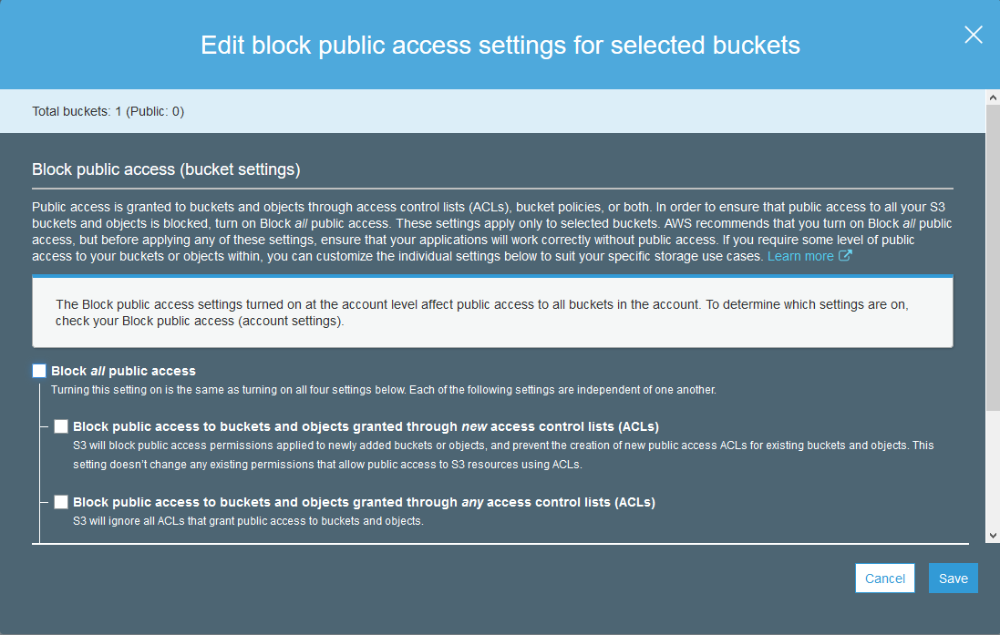 Edit block public access settings for selected buckets
Total buckets: 1 (Public: 0)
Block public access (bucket settings)
Public access is granted to buckets and objects through access control lists (ACLs), bucket policies, or both. In order to ensure that public access to all your S3
buckets and objects is blocked, turn on Block all public access. These settings apply only to selected buckets. AWS recommends that you turn on Block all public
access, but before applying any of these settings, ensure that your applications will work correctly without public access. If you require some level of public
access to your buckets or objects within, you can customize the individual settings below to suit your specific storage use cases. Learn more
The Block public access settings turned on at the account level affect public access to all buckets in the account. To determine which settings are on,
check your Block public access (account settings).
Block all public access
Turning this setting on is the same as turning on all four settings below. Each of the following settings are independent of one another.
Block public access to buckets and objects granted through new access control lists (ACLs)
S3 will block public access permissions applied to newly added buckets or objects, and prevent the creation of new public access ACLs for existing buckets and objects. This
setting doesn't change any existing permissions that allow public access to S3 resources using ACLs.
Block public access to buckets and objects granted through any access control lists (ACLs)
S3 will ignore all ACLs that grant public access to buckets and objects.
Cancel
Save